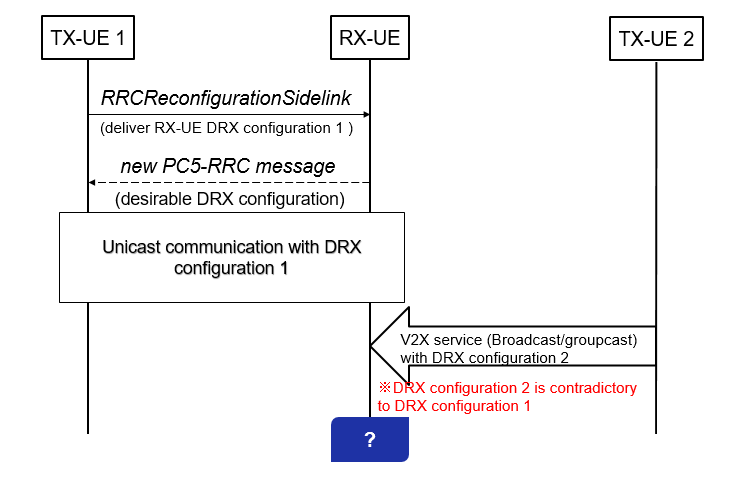 TX-UE 1
RX-UE
TX-UE 2
RRCReconfigurationSidelink
(deliver RX-UE DRX configuration 1 )
new PC5-RRC message
(desirable DRX configuration)
Unicast communication with DRX
configuration 1
V2X service (Broadcast/groupcast)
with DRX configuration 2
※DRX configuration 2 is contradictory
to DRX configuration 1
?